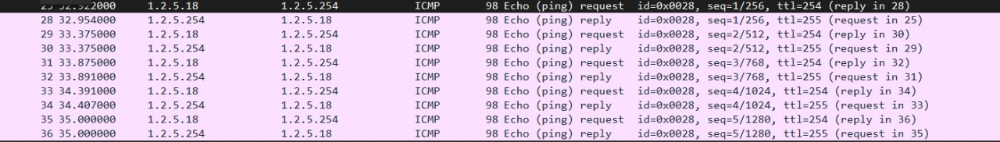 25 32.922000 1.2.5.18 1.2.5.254 ICMP 98 Echo (ping) request id=0x0028, seq=1/256, ttl=254 (reply in 28)
28 32.954000 1.2.5.254 1.2.5.18 ICMP 98 Echo (ping) reply id=0x0028, seq=1/256, ttl=255 (request in 25)
29 33.375000 1.2.5.18 1.2.5.254 ICMP 98 Echo (ping) request id=0x0028, seq=2/512, ttl=254 (reply in 30)
30 33.375000 1.2.5.254 1.2.5.18 ICMP 98 Echo (ping) reply id=0x0028, seq=2/512, ttl=255 (request in 29)
31 33.875000 1.2.5.18 1.2.5.254 ICMP 98 Echo (ping) request id=0x0028, seq=3/768, ttl=254 (reply in 32)
32 33.891000 1.2.5.254 1.2.5.18 ICMP 98 Echo (ping) reply id=0x0028, seq=3/768, ttl=255 (request in 31)
33 34.391000 1.2.5.18 1.2.5.254 ICMP 98 Echo (ping) request id=0x0028, seq=4/1024, ttl=254 (reply in 34)
34 34.407000 1.2.5.254 1.2.5.18 ICMP 98 Echo (ping) reply id=0x0028, seq=4/1024, ttl=255 (request in 33)
35 35.000000 1.2.5.18 1.2.5.254 ICMP 98 Echo (ping) request id=0x0028, seq=5/1280, ttl=254 (reply in 36)
36 35.000000 1.2.5.254 1.2.5.18 ICMP 98 Echo (ping) reply id=0x0028, seq=5/1280, ttl=255 (request in 35)